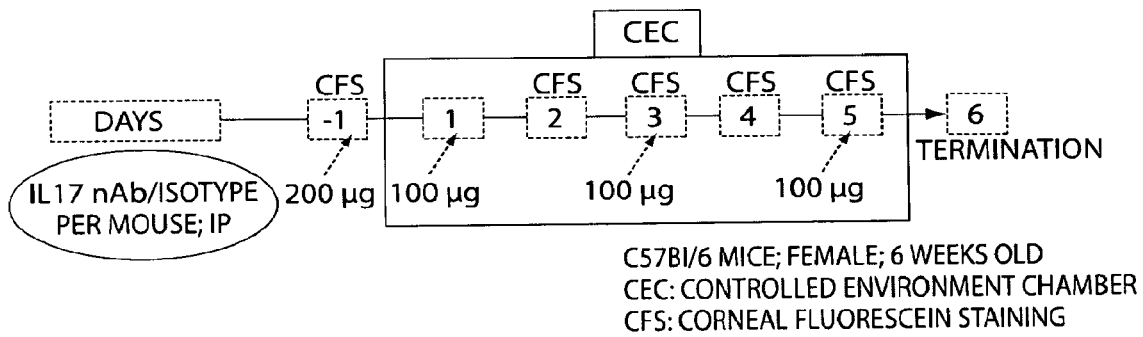 CEC
CFS CFS CFS CFS CFS
DAYS -1 1 2 3 4 5 6
TERMINATION
IL17 nAb/ISOTYPE
PER MOUSE; IP
200 µg 100 µg 100 µg 100 µg
C57Bl/6 MICE; FEMALE; 6 WEEKS OLD
CEC: CONTROLLED ENVIRONMENT CHAMBER
CFS: CORNEAL FLUORESCEIN STAINING